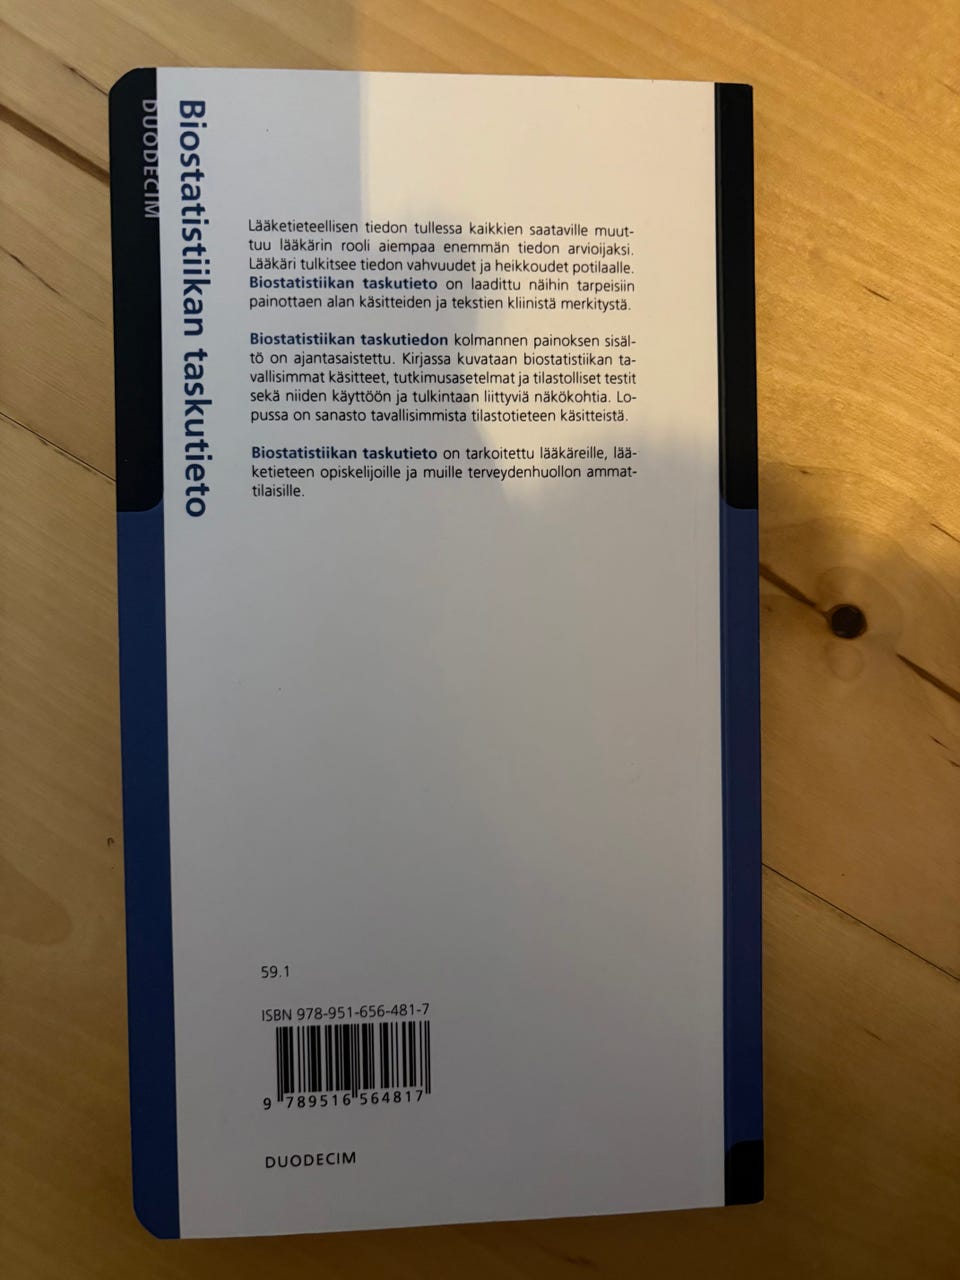 DUODECIM
Biostatistiikan taskutieto
Lääketieteellisen tiedon tullessa kaikkien saataville muut-
tuu lääkärin rooli aiempaa enemmän tiedon arvioijaksi.
Lääkäri tulkitsee tiedon vahvuudet ja heikkoudet potilaalle.
Biostatistiikan taskutieto on laadittu näihin tarpeisiin
painottaen alan käsitteiden ja tekstien kliinistä merkitystä.
Biostatistiikan taskutiedon kolmannen painoksen sisäl-
tö on ajantasaistettu. Kirjassa kuvataan biostatistiikan ta-
vallisimmat käsitteet, tutkimusasetelmat ja tilastolliset testit
sekä niiden käyttöön ja tulkintaan liittyviä näkökohtia. Lo-
pussa on sanasto tavallisimmista tilastotieteen käsitteistä.
Biostatistiikan taskutieto on tarkoitettu lääkäreille, lää-
ketieteen opiskelijoille ja muille terveydenhuollon ammat-
tilaisille.
59.1
ISBN 978-951-656-481-7
9 789516 564817
DUODECIM